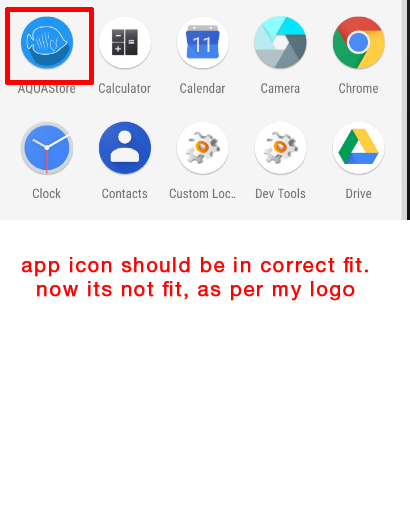 AQUAStore Calculator Calendar Camera Chrome
11
Clock Contacts Custom Loc.. Dev Tools Drive
app icon should be in correct fit.
now its not fit, as per my logo